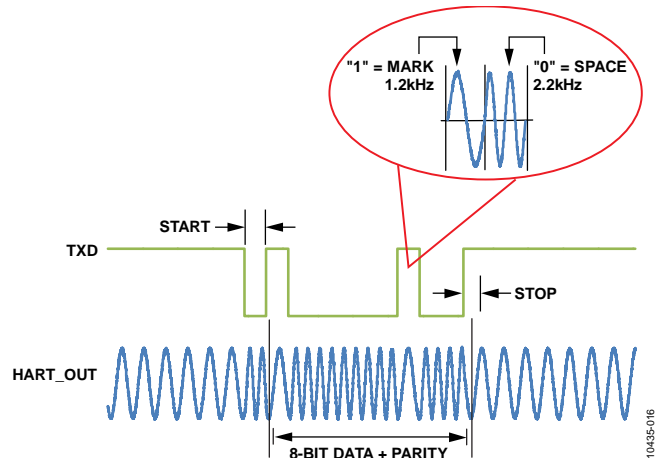 "1" = MARK
1.2kHz
"0" = SPACE
2.2kHz
START
TXD
STOP
HART_OUT
8-BIT DATA + PARITY
10435-016